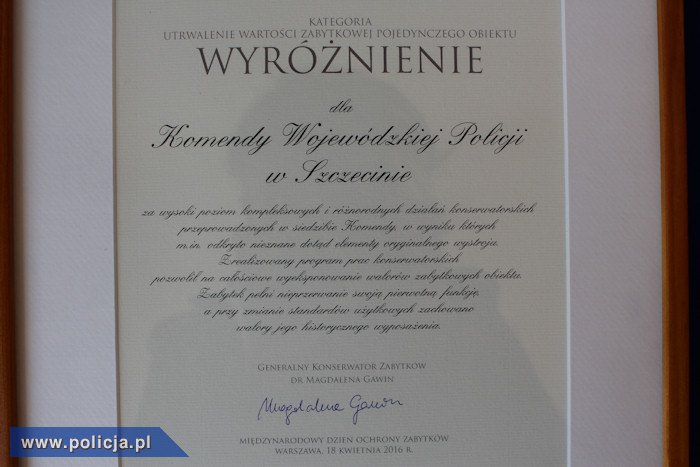 KATEGORIA
UTRWALENIE WARTOŚCI ZABYTKOWEJ POJEDYNCZEGO OBIEKTU
WYRÓŻNIENIE
dla
Komendy Wojewódzkiej Policji
w Szczecinie
za wysoki poziom kompleksowych i różnorodnych działań konserwatorskich
przeprowadzonych w siedzibie Komendy, w wyniku których
m.in. odkryto nieznane dotąd elementy oryginalnego wystroju.
Zrealizowany program prac konserwatorskich
pozwolił na całościowe wyeksponowanie walorów zabytkowych obiektu.
Zabytek pełni nieprzerwanie swoją pierwotną funkcję,
a przy zmianie standardów użytkowych zachowano
walory jego historycznego wyposażenia.
GENERALNY KONSERWATOR ZABYTKÓW
DR MAGDALENA GAWIN
Magdalena Gawin
MIĘDZYNARODOWY DZIEŃ OCHRONY ZABYTKÓW
WARSZAWA, 18 KWIETNIA 2016 R.
www.policja.pl